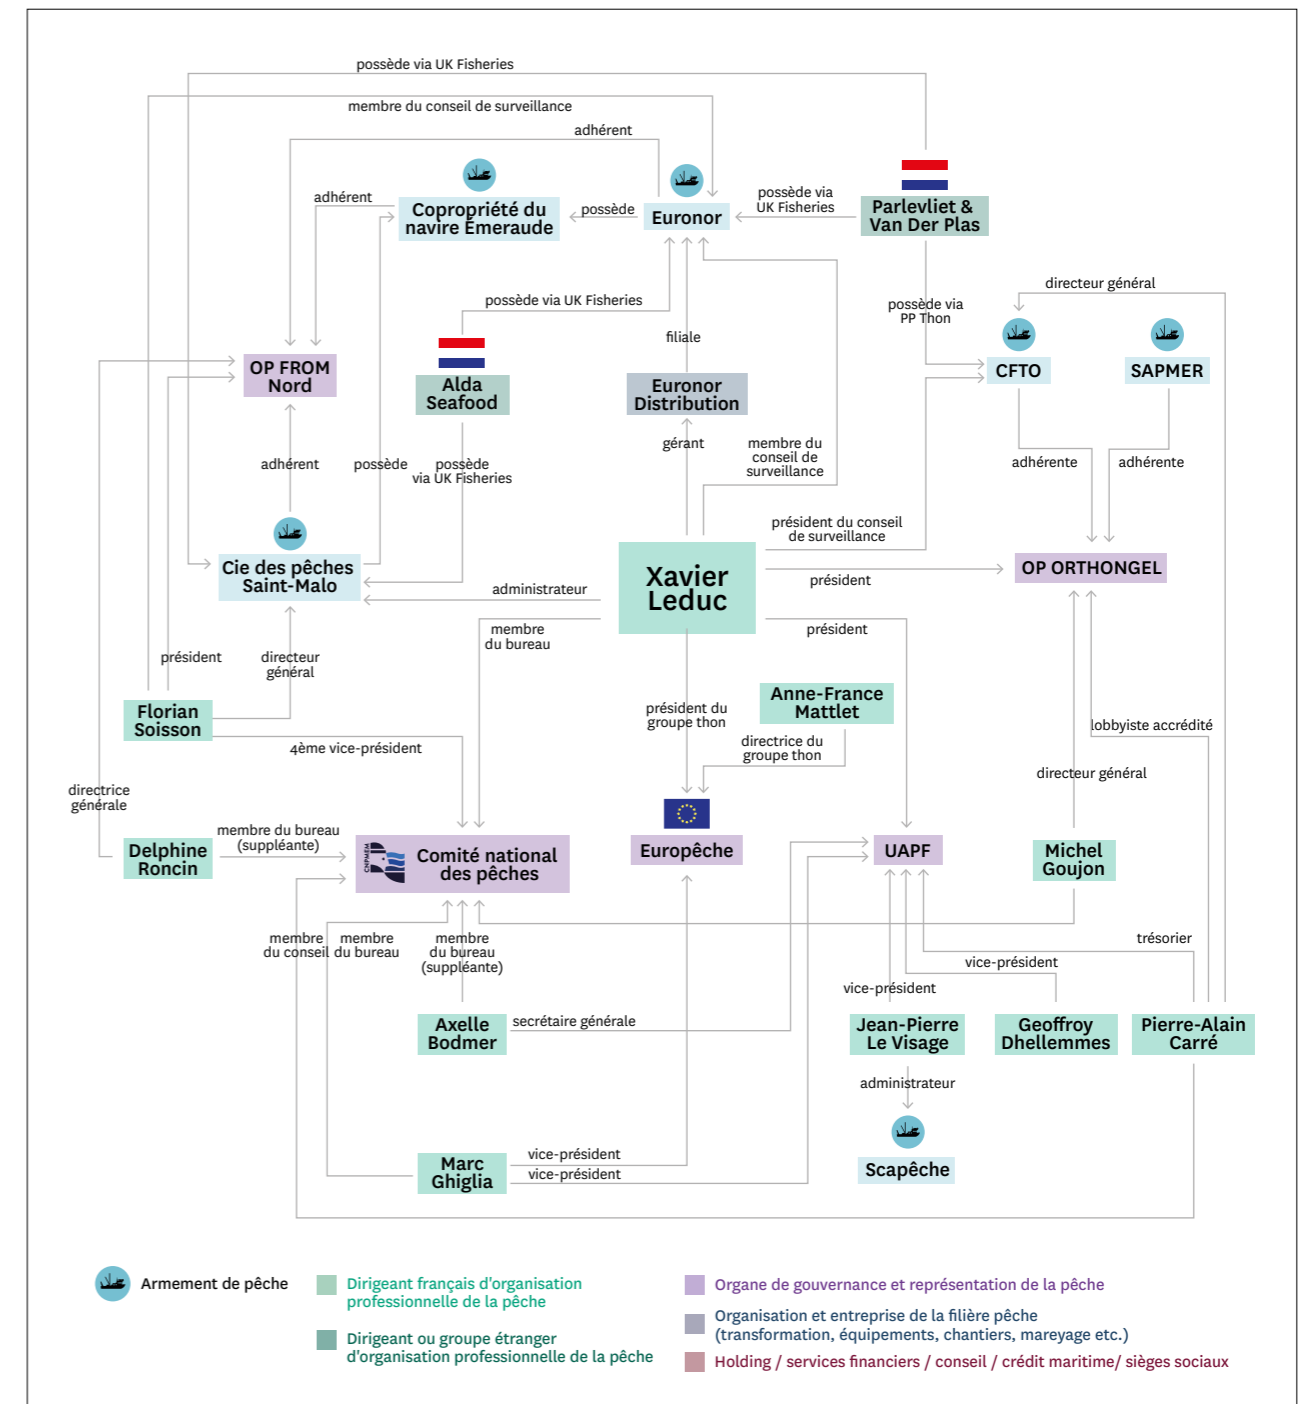 possède via UK Fisheries
membre du conseil de surveillance
adhérent
adhérent
Copropriété du
navire Émeraude
possède
Euronor
possède via
UK Fisheries
Parlevliet &
Van Der Plas
possède via UK Fisheries
possède via
PP Thon
directeur général
OP FROM
Nord
Alda
Seafood
filiale
Euronor
Distribution
CFTO
SAPMER
gérant
membre du
conseil de
surveillance
adhérent
possède
possède
via UK Fisheries
adhérente
adhérente
Cie des pêches
Saint-Malo
président du conseil
de surveillance
Xavier
Leduc
président
OP ORTHONGEL
administrateur
membre
du bureau
président
président
directeur
général
Florian
Soisson
président du
groupe thon
Anne-France
Mattlet
directrice du
groupe thon
lobbyiste accrédité
4ème vice-président
directeur général
directrice
générale
Delphine
Roncin
membre du bureau
(suppléante)
CNPMEM
Comité national
des pêches
Europêche
UAPF
Michel
Goujon
membre
du conseil
membre
du bureau
membre
du bureau
(suppléante)
trésorier
vice-président
vice-président
Axelle
Bodmer
secrétaire générale
Jean-Pierre
Le Visage
Geoffroy
Dhellemmes
Pierre-Alain
Carré
administrateur
Marc
Ghiglia
vice-président
vice-président
Scapêche
Armement de pêche
Dirigeant français d'organisation
professionnelle de la pêche
Dirigeant ou groupe étranger
d'organisation professionnelle de la pêche
Organe de gouvernance et représentation de la pêche
Organisation et entreprise de la filière pêche
(transformation, équipements, chantiers, mareyage etc.)
Holding / services financiers / conseil / crédit maritime/ sièges sociaux